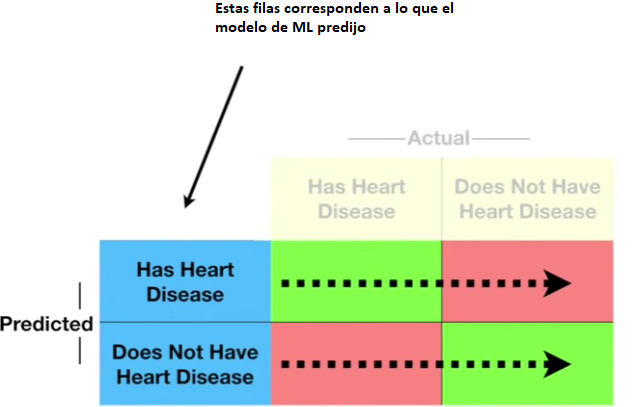 Estas filas corresponden a lo que el
modelo de ML predijo
Actual
Has Heart
Disease
Does Not Have
Heart Disease
Has Heart
Disease
Predicted
Does Not Have
Heart Disease